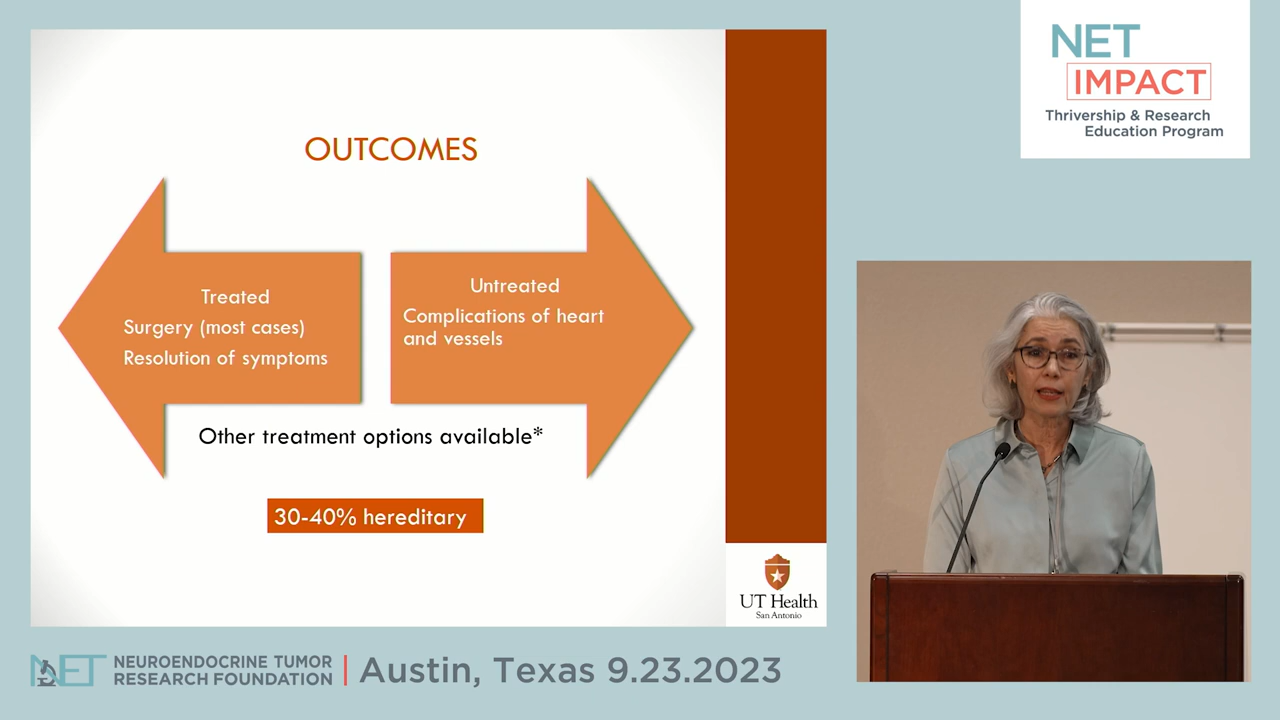 NET
IMPACT
Thrivership & Research
Education Program
OUTCOMES
Treated
Surgery (most cases)
Resolution of symptoms
Untreated
Complications of heart
and vessels
Other treatment options available*
30-40% hereditary
UT Health
San Antonio
NET
NEUROENDOCRINE TUMOR
RESEARCH FOUNDATION
Austin, Texas 9.23.2023